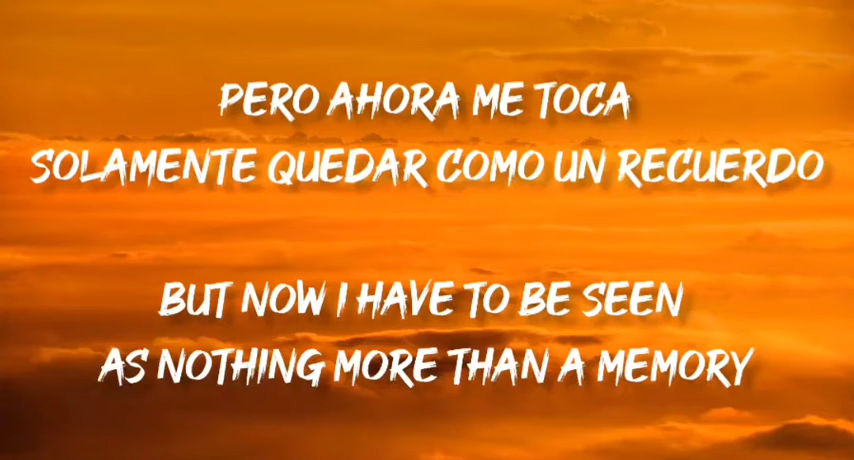 PERO AHORA ME TOCA
SOLAMENTE QUEDAR COMO UN RECUERDO
BUT NOW I HAVE TO BE SEEN
AS NOTHING MORE THAN A MEMORY